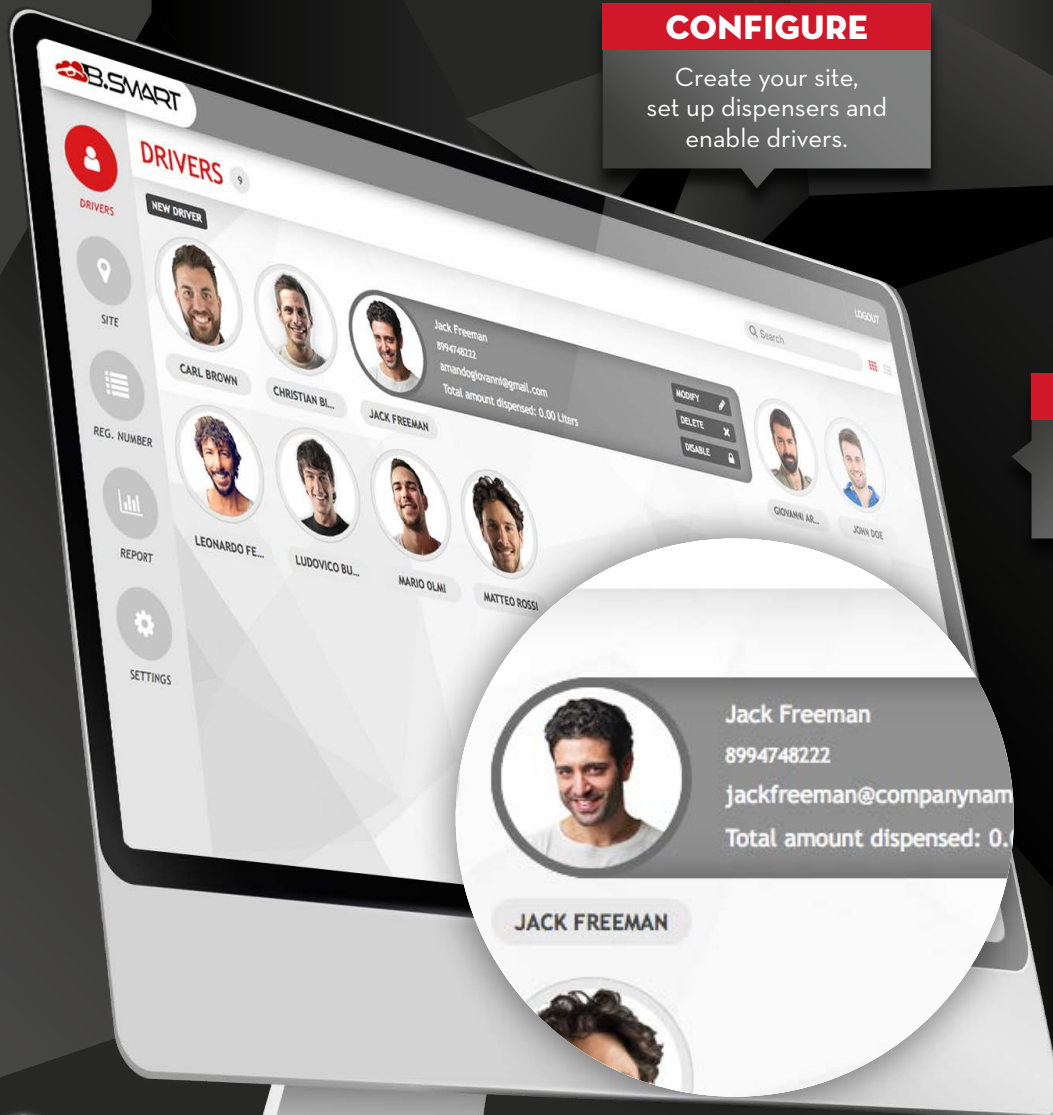 CONFIGURE
Create your site,
set up dispensers and
enable drivers.
B.SMART
LOGOUT
DRIVERS 9
Search
NEW DRIVER
DRIVERS
SITE
REG. NUMBER
REPORT
SETTINGS
CARL BROWN
CHRISTIAN BI...
JACK FREEMAN
Jack Freeman
8994748222
amandogiovanni@gmail.com
Total amount dispensed: 0.00 Liters
MODIFY
DELETE
DISABLE
GIOVANNI AR...
JOHN DOE
LEONARDO FE...
LUDOVICO BU...
MARIO OLMI
MATTEO ROSSI
Jack Freeman
8994748222
jackfreeman@companynam
Total amount dispensed: 0.
JACK FREEMAN